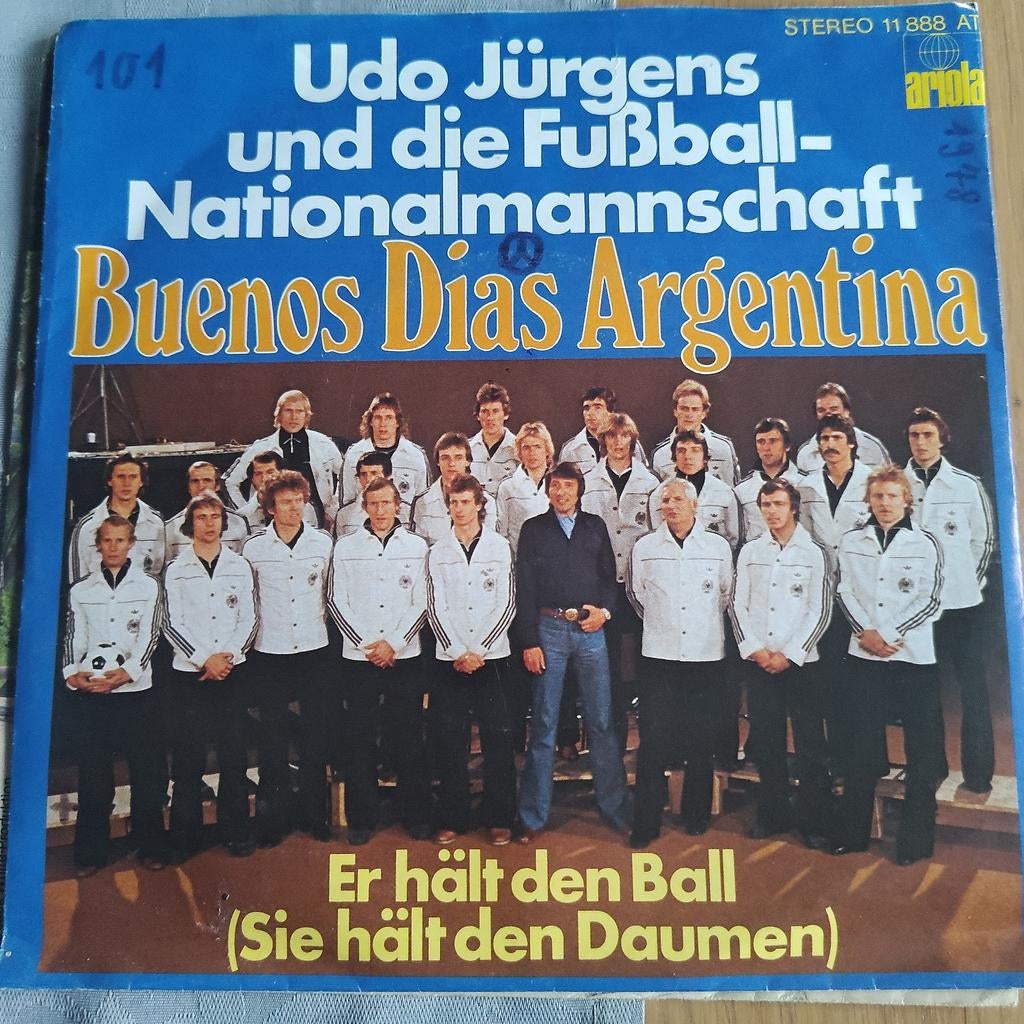 STEREO 11 888 AT
ariola
101
Udo Jürgens
und die Fußball-
Nationalmannschaft
1978
Buenos Dias Argentina
Er hält den Ball
(Sie hält den Daumen)
Produktion